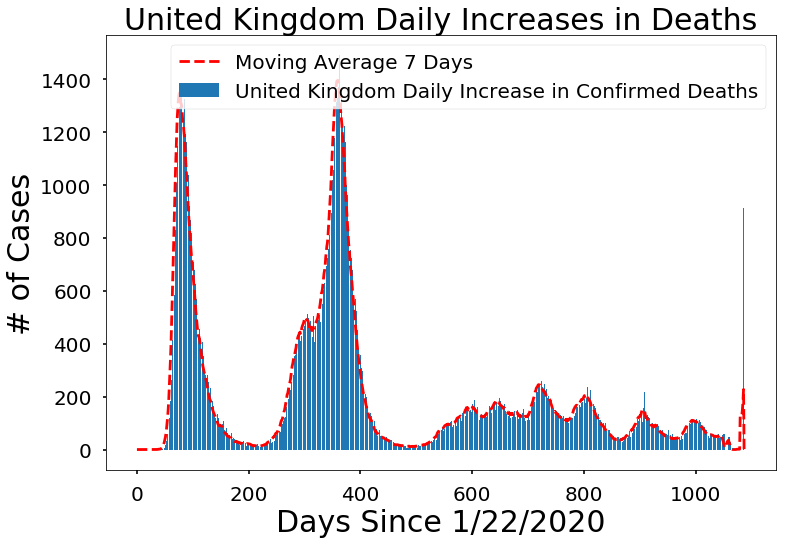 United Kingdom Daily Increases in Deaths
Moving Average 7 Days
United Kingdom Daily Increase in Confirmed Deaths
# of Cases
1400
1200
1000
800
600
400
200
0
0 200 400 600 800 1000
Days Since 1/22/2020